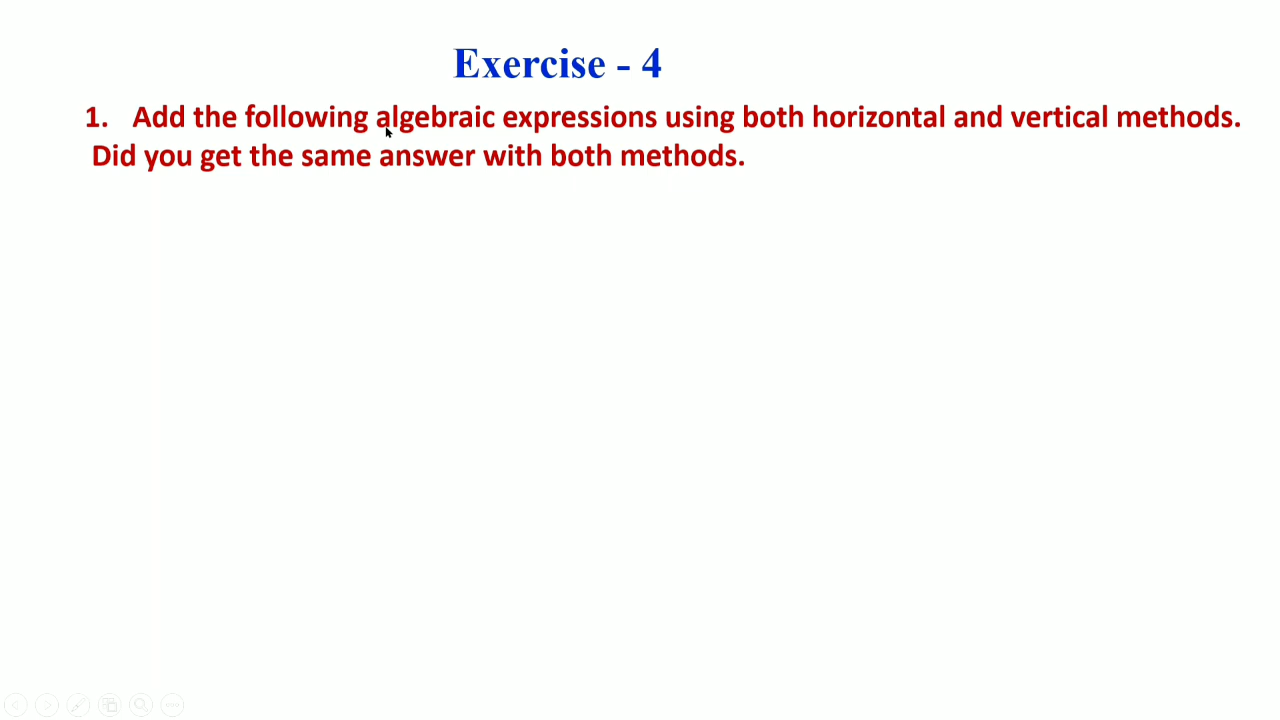 Exercise - 4
1. Add the following algebraic expressions using both horizontal and vertical methods.
Did you get the same answer with both methods.